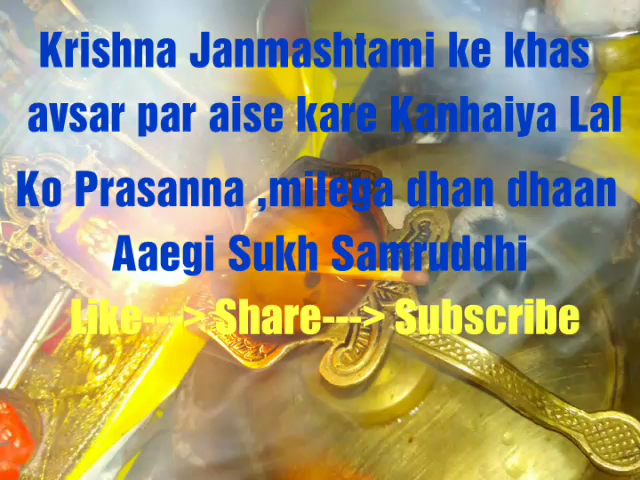 Krishna Janmashtami ke khas
avsar par aise kare Kanhaiya Lal
Ko Prasanna ,milega dhan dhaan
Aaegi Sukh Samruddhi
Like---> Share---> Subscribe